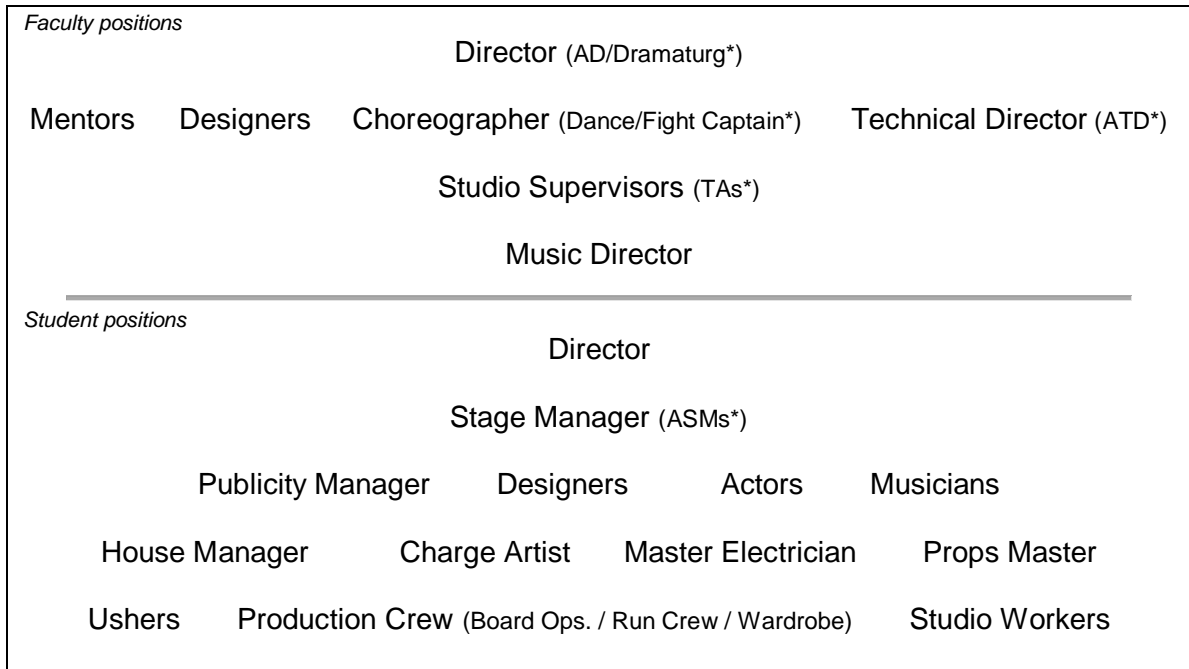 Faculty positions
Director (AD/Dramaturg*)
Mentors Designers Choreographer (Dance/Fight Captain*) Technical Director (ATD*)
Studio Supervisors (TAs*)
Music Director
Student positions
Director
Stage Manager (ASMs*)
Publicity Manager Designers Actors Musicians
House Manager Charge Artist Master Electrician Props Master
Ushers Production Crew (Board Ops. / Run Crew / Wardrobe) Studio Workers